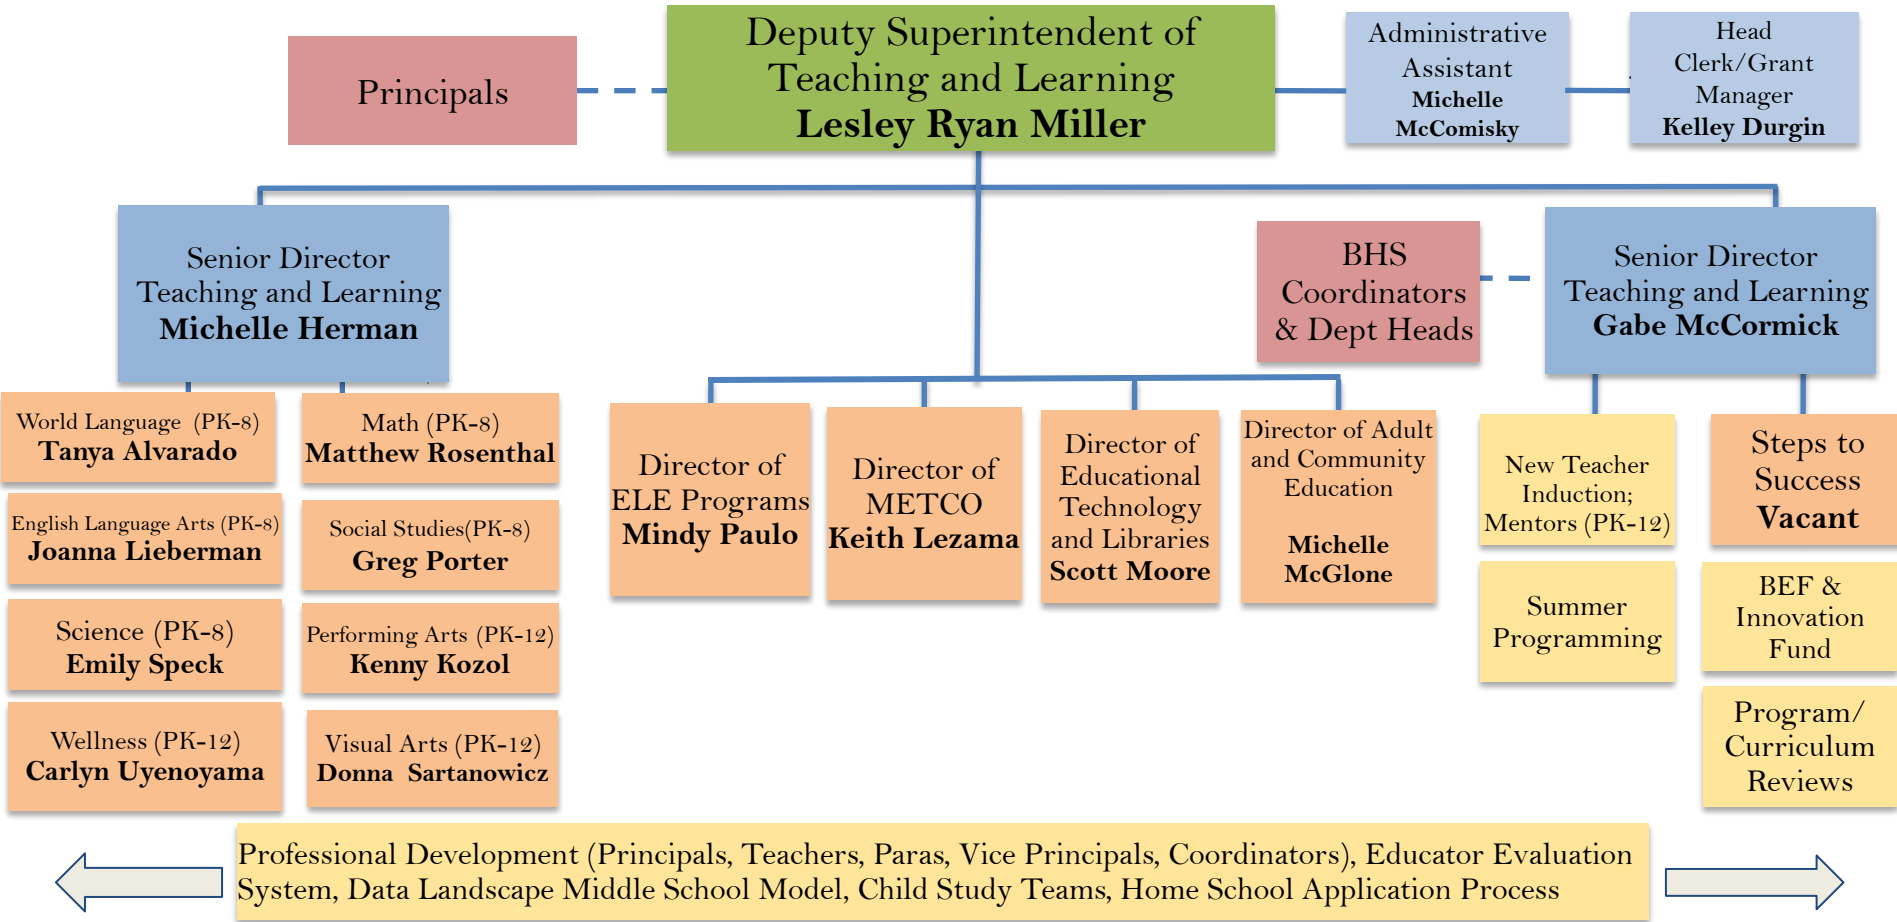 Principals
Deputy Superintendent of
Teaching and Learning
Lesley Ryan Miller
Administrative
Assistant
Michelle
McComisky
Head
Clerk/Grant
Manager
Kelley Durgin
Senior Director
Teaching and Learning
Michelle Herman
BHS
Coordinators
& Dept Heads
Senior Director
Teaching and Learning
Gabe McCormick
World Language (PK-8)
Tanya Alvarado
Math (PK-8)
Matthew Rosenthal
English Language Arts (PK-8)
Joanna Lieberman
Social Studies(PK-8)
Greg Porter
Science (PK-8)
Emily Speck
Performing Arts (PK-12)
Kenny Kozol
Wellness (PK-12)
Carlyn Uyenoyama
Visual Arts (PK-12)
Donna Sartanowicz
Director of
ELE Programs
Mindy Paulo
Director of
METCO
Keith Lezama
Director of
Educational
Technology
and Libraries
Scott Moore
Director of Adult
and Community
Education
Michelle
McGlone
New Teacher
Induction;
Mentors (PK-12)
Steps to
Success
Vacant
Summer
Programming
BEF &
Innovation
Fund
Program/
Curriculum
Reviews
Professional Development (Principals, Teachers, Paras, Vice Principals, Coordinators), Educator Evaluation
System, Data Landscape Middle School Model, Child Study Teams, Home School Application Process